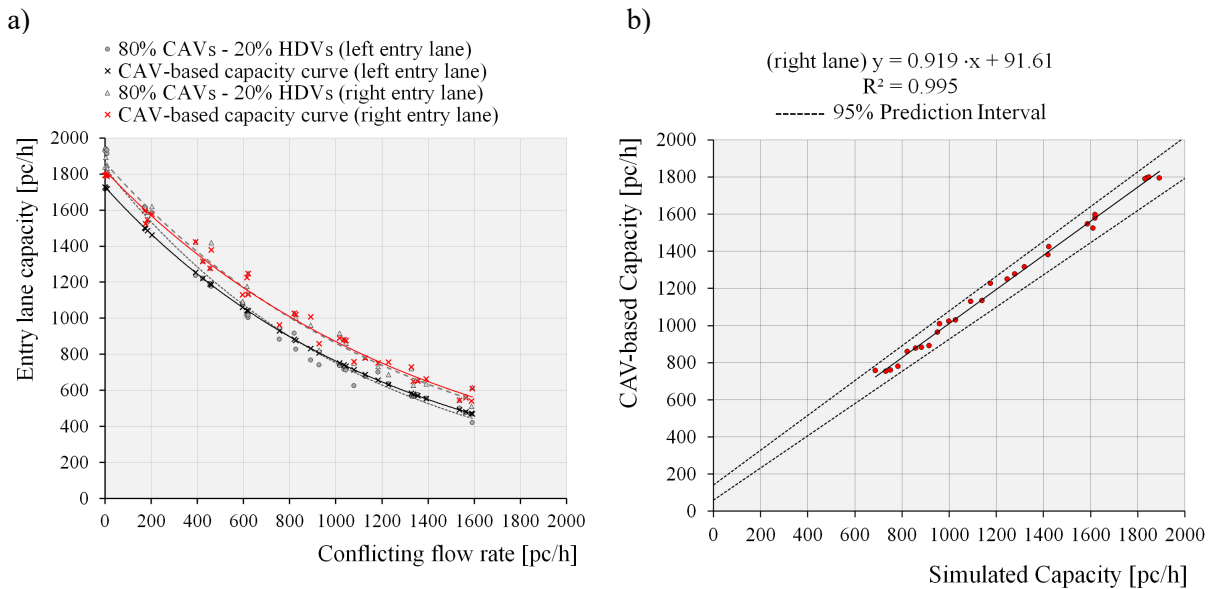 a)
80% CAVs - 20% HDVs (left entry lane)
CAV-based capacity curve (left entry lane)
80% CAVs - 20% HDVs (right entry lane)
CAV-based capacity curve (right entry lane)
Entry lane capacity [pc/h]
2000
1800
1600
1400
1200
1000
800
600
400
200
0
0 200 400 600 800 1000 1200 1400 1600 1800 2000
Conflicting flow rate [pc/h]
b)
(right lane) y = 0.919 ·x + 91.61
R² = 0.995
95% Prediction Interval
CAV-based Capacity [pc/h]
2000
1800
1600
1400
1200
1000
800
600
400
200
0
0 200 400 600 800 1000 1200 1400 1600 1800 2000
Simulated Capacity [pc/h]